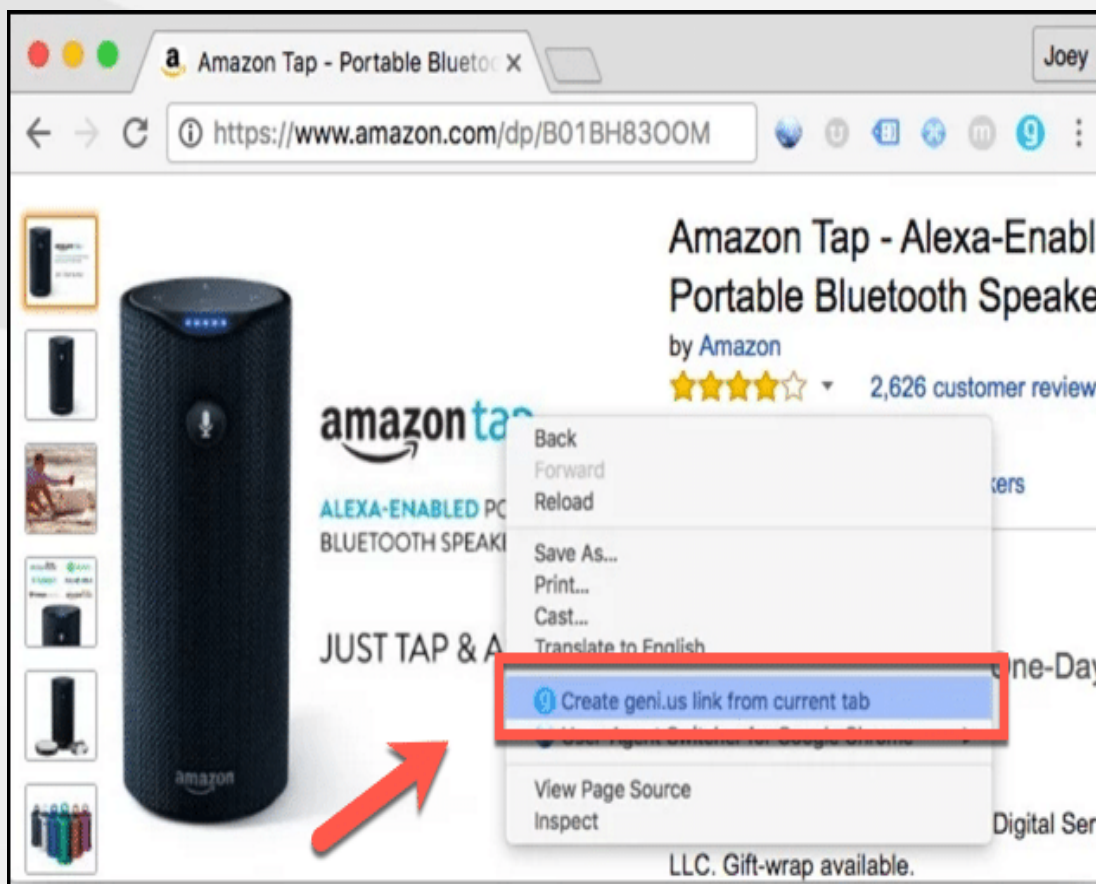 Amazon Tap - Portable Bluetoo
Joey
https://www.amazon.com/dp/B01BH83OOM
Amazon Tap - Alexa-Enabl
Portable Bluetooth Speake
by Amazon
2,626 customer review
amazon tap
ALEXA-ENABLED PO
BLUETOOTH SPEAKE
JUST TAP & A
amazon
Back
Forward
Reload
kers
Save As...
Print...
Cast...
Translate to English
One-Day
Create geni.us link from current tab
User-Agent Switcher for Google Chrome
View Page Source
Inspect
Digital Ser
LLC. Gift-wrap available.